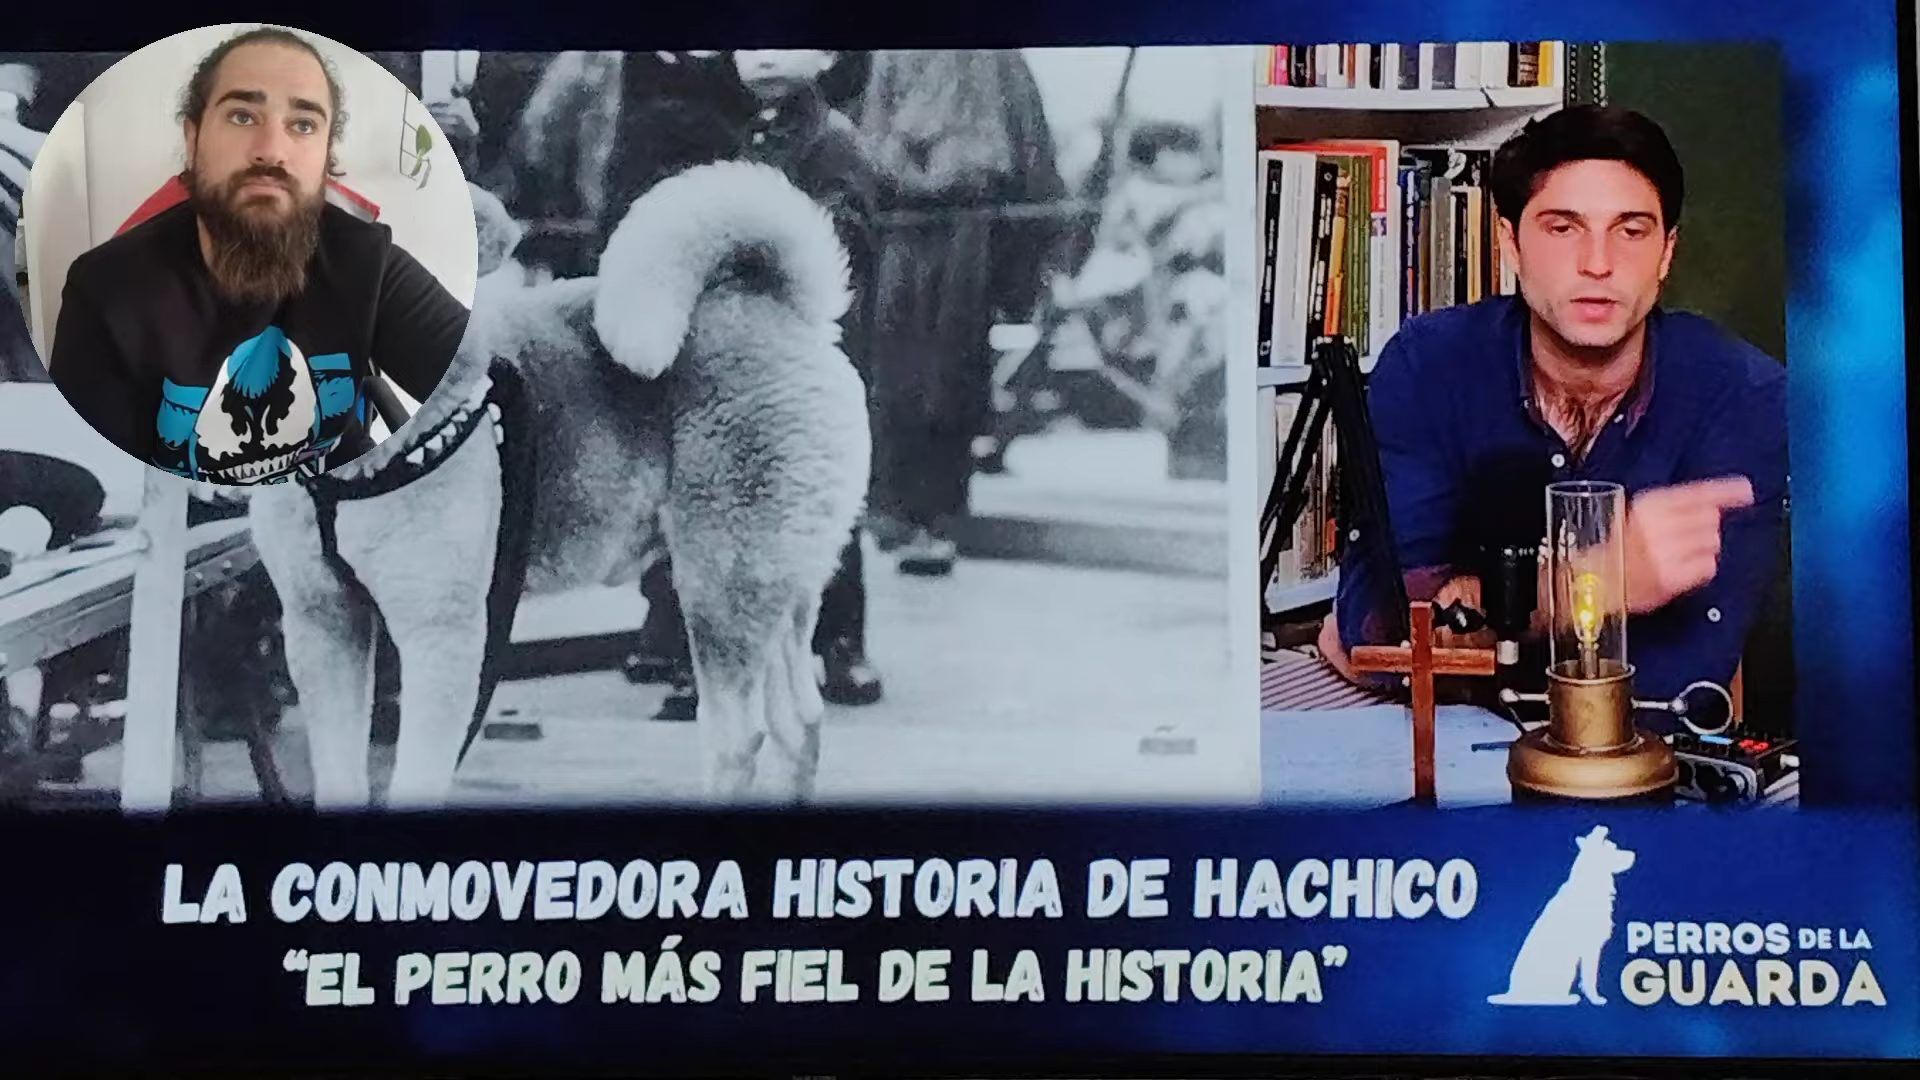 LA CONMOVEDORA HISTORIA DE HACHICO
“EL PERRO MÁS FIEL DE LA HISTORIA”
PERROS DE LA
GUARDA